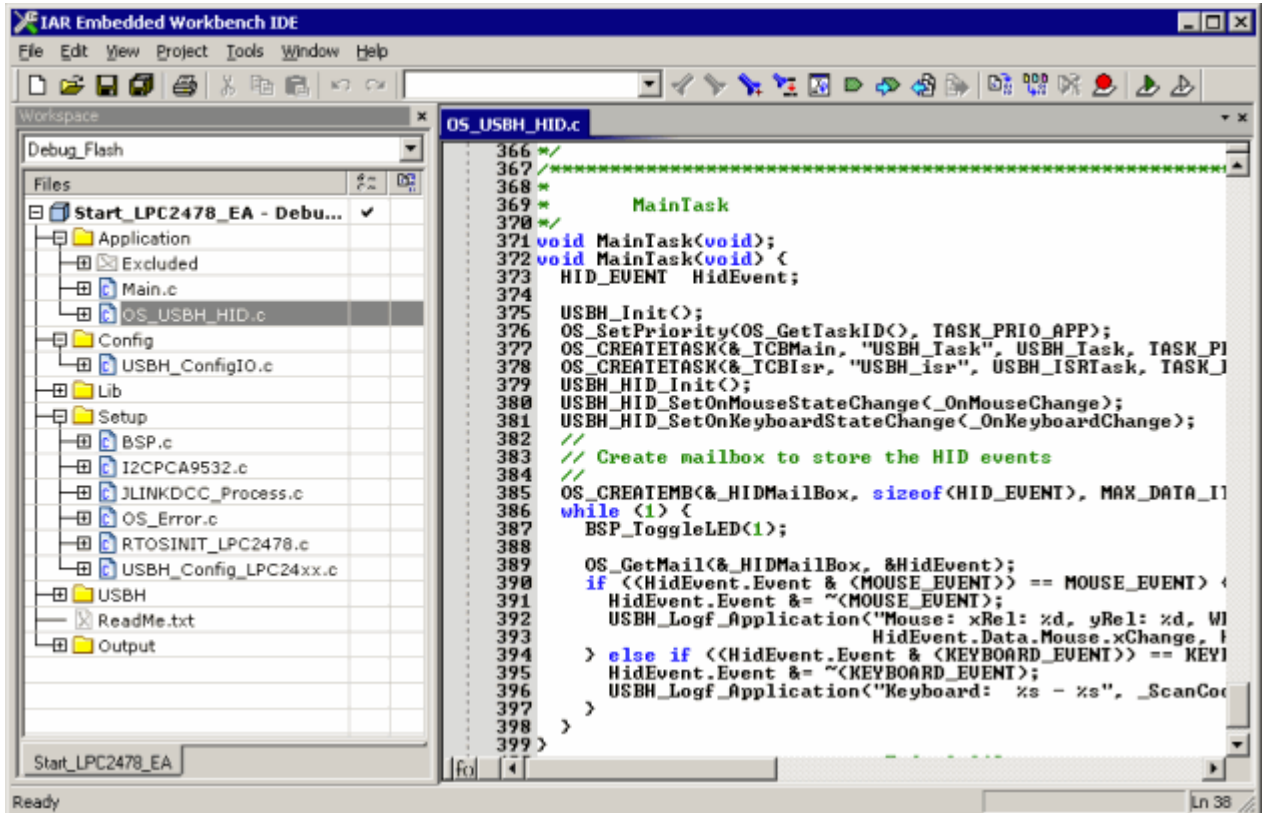 IAR Embedded Workbench IDE
File Edit View Project Tools Window Help
Workspace
Debug_Flash
Files
Start_LPC2478_EA - Debu...
Application
Excluded
Main.c
OS_USBH_HID.c
Config
USBH_ConfigIO.c
Lib
Setup
BSP.c
I2CPCA9532.c
JLINKDCC_Process.c
OS_Error.c
RTOSINIT_LPC2478.c
USBH_Config_LPC24xx.c
USBH
ReadMe.txt
Output
Start_LPC2478_EA
OS_USBH_HID.c
366 */
367 /*********************************************************************
368 *
369 *       MainTask
370 */
371 void MainTask(void);
372 void MainTask(void) {
373   HID_EVENT  HidEvent;
374
375   USBH_Init();
376   OS_SetPriority(OS_GetTaskID(), TASK_PRIO_APP);
377   OS_CREATETASK(&_TCBMain, "USBH_Task", USBH_Task, TASK_P
378   OS_CREATETASK(&_TCBIsr, "USBH_isr", USBH_ISRTask, TASK_
379   USBH_HID_Init();
380   USBH_HID_SetOnMouseStateChange(_OnMouseChange);
381   USBH_HID_SetOnKeyboardStateChange(_OnKeyboardChange);
382   //
383   // Create mailbox to store the HID events
384   //
385   OS_CREATEMB(&_HIDMailBox, sizeof(HID_EVENT), MAX_DATA_I
386   while (1) {
387     BSP_ToggleLED(1);
388
389     OS_GetMail(&_HIDMailBox, &HidEvent);
390     if ((HidEvent.Event & (MOUSE_EVENT)) == MOUSE_EVENT) {
391       HidEvent.Event &= ~(MOUSE_EVENT);
392       USBH_Logf_Application("Mouse: xRel: %d, yRel: %d, W
393                             HidEvent.Data.Mouse.xChange, H
394     } else if ((HidEvent.Event & (KEYBOARD_EVENT)) == KEY
395       HidEvent.Event &= ~(KEYBOARD_EVENT);
396       USBH_Logf_Application("Keyboard:  %s - %s", _ScanCo
397     }
398   }
399 }
Ready
Ln 38